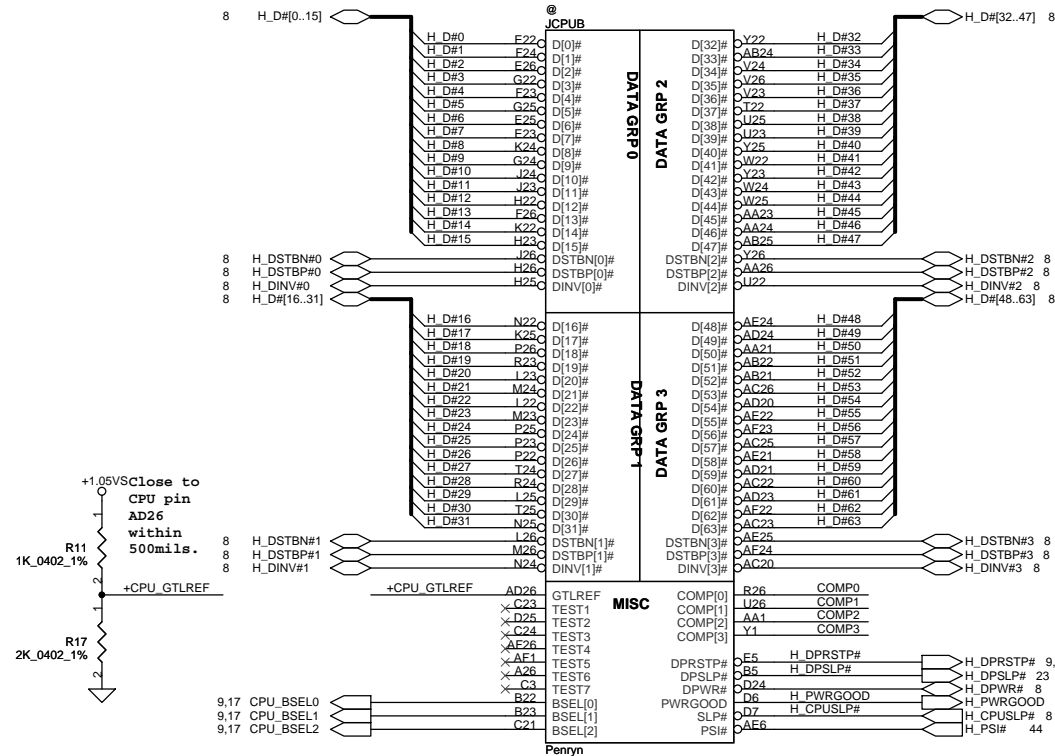 @
JCPUB
8 H_D#[0..15]
H_D#[32..47] 8
H_D#0 E22 D[0]# D[32]# Y22 H_D#32
H_D#1 F24 D[1]# D[33]# AB24 H_D#33
H_D#2 E26 D[2]# D[34]# V24 H_D#34
H_D#3 G22 D[3]# D[35]# V26 H_D#35
H_D#4 F23 D[4]# D[36]# V23 H_D#36
H_D#5 G25 D[5]# D[37]# T22 H_D#37
H_D#6 E25 D[6]# D[38]# U25 H_D#38
H_D#7 E23 D[7]# D[39]# U23 H_D#39
H_D#8 K24 D[8]# D[40]# Y25 H_D#40
H_D#9 G24 D[9]# D[41]# W22 H_D#41
H_D#10 J24 D[10]# D[42]# Y23 H_D#42
H_D#11 J23 D[11]# D[43]# W24 H_D#43
H_D#12 H22 D[12]# D[44]# W25 H_D#44
H_D#13 F26 D[13]# D[45]# AA23 H_D#45
H_D#14 K22 D[14]# D[46]# AA24 H_D#46
H_D#15 H23 D[15]# D[47]# AB25 H_D#47
DATA GRP 0
DATA GRP 2
8 H_DSTBN#0 J26 DSTBN[0]# DSTBN[2]# Y26 H_DSTBN#2 8
8 H_DSTBP#0 H26 DSTBP[0]# DSTBP[2]# AA26 H_DSTBP#2 8
8 H_DINV#0 H25 DINV[0]# DINV[2]# U22 H_DINV#2 8
8 H_D#[16..31]
H_D#[48..63] 8
H_D#16 N22 D[16]# D[48]# AE24 H_D#48
H_D#17 K25 D[17]# D[49]# AD24 H_D#49
H_D#18 P26 D[18]# D[50]# AA21 H_D#50
H_D#19 R23 D[19]# D[51]# AB22 H_D#51
H_D#20 L23 D[20]# D[52]# AB21 H_D#52
H_D#21 M24 D[21]# D[53]# AC26 H_D#53
H_D#22 L22 D[22]# D[54]# AD20 H_D#54
H_D#23 M23 D[23]# D[55]# AE22 H_D#55
H_D#24 P25 D[24]# D[56]# AF23 H_D#56
H_D#25 P23 D[25]# D[57]# AC25 H_D#57
H_D#26 P22 D[26]# D[58]# AE21 H_D#58
H_D#27 T24 D[27]# D[59]# AD21 H_D#59
H_D#28 R24 D[28]# D[60]# AC22 H_D#60
H_D#29 L25 D[29]# D[61]# AD23 H_D#61
H_D#30 T25 D[30]# D[62]# AF22 H_D#62
H_D#31 N25 D[31]# D[63]# AC23 H_D#63
DATA GRP 1
DATA GRP 3
8 H_DSTBN#1 L26 DSTBN[1]# DSTBN[3]# AE25 H_DSTBN#3 8
8 H_DSTBP#1 M26 DSTBP[1]# DSTBP[3]# AF24 H_DSTBP#3 8
8 H_DINV#1 N24 DINV[1]# DINV[3]# AC20 H_DINV#3 8
+1.05VS
Close to
CPU pin
AD26
within
500mils.
1
R11
1K_0402_1%
2
+CPU_GTLREF
1
R17
2K_0402_1%
2
MISC
+CPU_GTLREF AD26 GTLREF COMP[0] R26 COMP0
C23 TEST1 COMP[1] U26 COMP1
D25 TEST2 COMP[2] AA1 COMP2
C24 TEST3 COMP[3] Y1 COMP3
AF26 TEST4
AF1 TEST5 DPRSTP# E5 H_DPRSTP# H_DPRSTP# 9,
A26 TEST6 DPSLP# B5 H_DPSLP# H_DPSLP# 23
C3 TEST7 DPWR# D24 H_DPWR# 8
9,17 CPU_BSEL0 B22 BSEL[0] PWRGOOD D6 H_PWRGOOD H_PWRGOOD
9,17 CPU_BSEL1 B23 BSEL[1] SLP# D7 H_CPUSLP# H_CPUSLP# 8
9,17 CPU_BSEL2 C21 BSEL[2] PSI# AE6 H_PSI# 44
Penryn